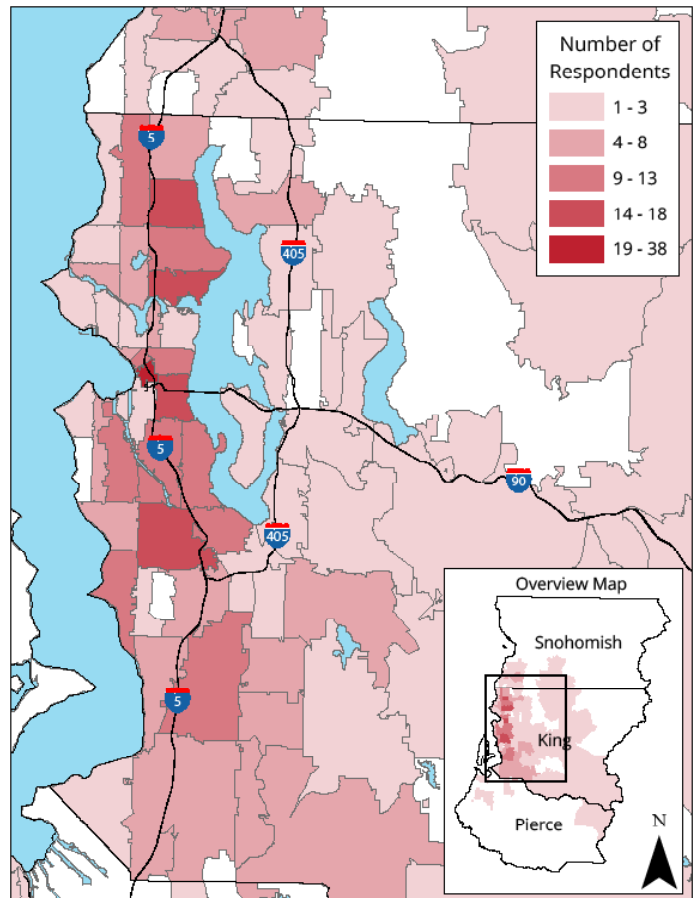 Number of
Respondents
1 - 3
4 - 8
9 - 13
14 - 18
19 - 38
5
405
5
90
405
5
Overview Map
Snohomish
King
Pierce
N